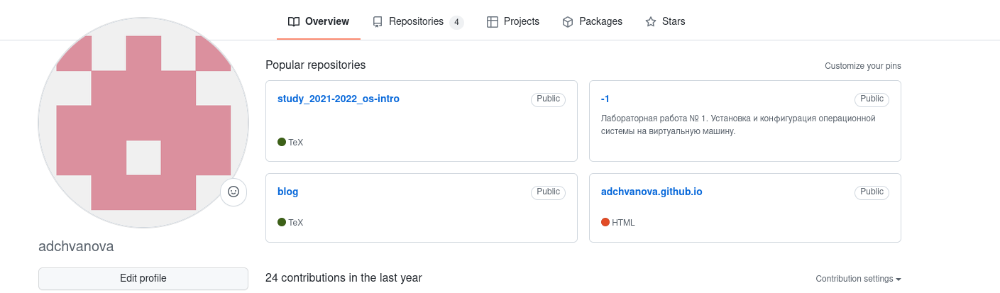 Overview
Repositories 4
Projects
Packages
Stars
Popular repositories
Customize your pins
study_2021-2022_os-intro
Public
TeX
-1
Public
Лабораторная работа № 1. Установка и конфигурация операционной
системы на виртуальную машину.
blog
Public
TeX
adchvanova.github.io
Public
HTML
adchvanova
Edit profile
24 contributions in the last year
Contribution settings